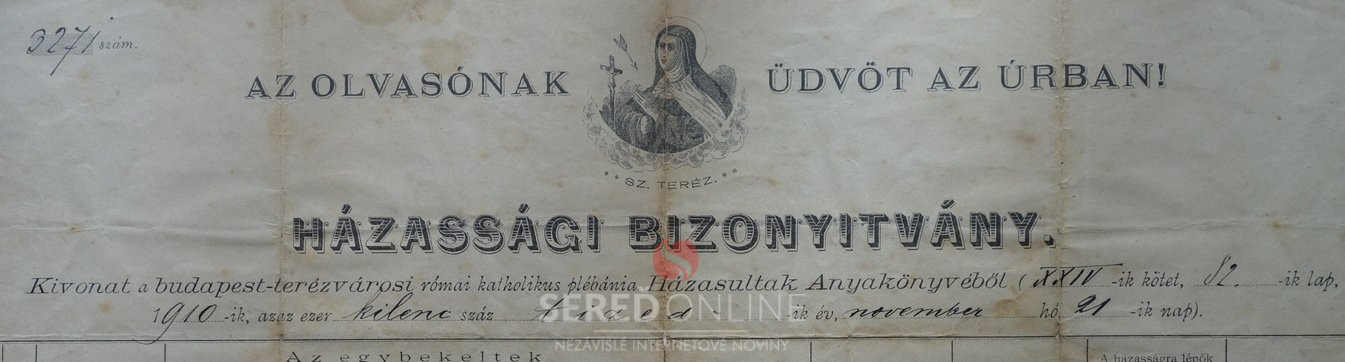 3271 szám.
AZ OLVASÓNAK ÜDVÖT AZ ÚRBAN!
** SZ. TERÉZ. **
HÁZASSÁGI BIZONYITVÁNY.
Kivonat a budapest-terézvárosi római katholikus plébánia Házasultak Anyakönyvéből (XXIV-ik kötet, 82.-ik lap,
1910-ik, azaz ezer kilenc száz tized-ik év, november hó, 21-ik nap).
SEREDONLINE
NEZÁVISLÉ INTERNETOVÉ NOVINY
Az egybekeltek
A házasságra lépők